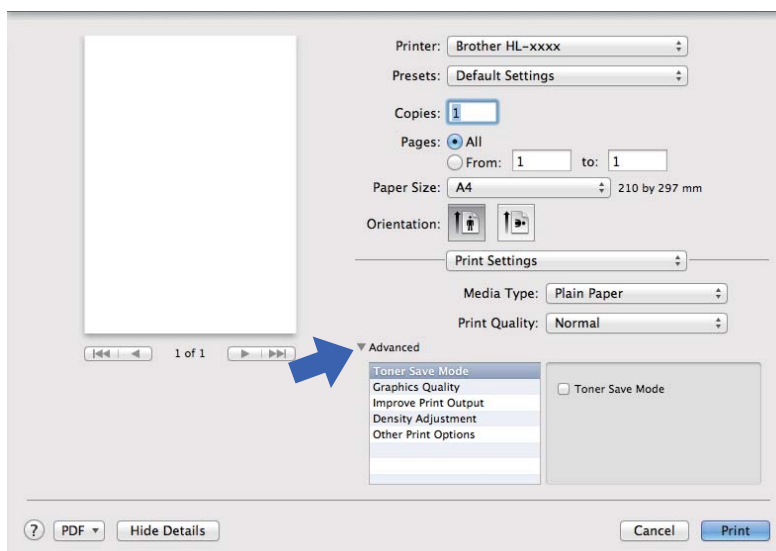 Printer: Brother HL-xxxx
Presets: Default Settings
Copies: 1
Pages: All
From: 1 to: 1
Paper Size: A4 210 by 297 mm
Orientation:
Print Settings
Media Type: Plain Paper
Print Quality: Normal
1 of 1
Advanced
Toner Save Mode
Graphics Quality
Improve Print Output
Density Adjustment
Other Print Options
Toner Save Mode
? PDF Hide Details Cancel Print